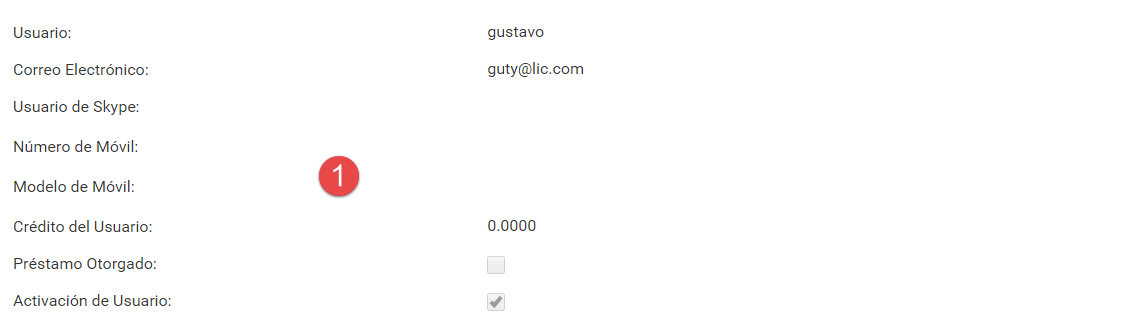 Usuario: gustavo
Correo Electrónico: guty@lic.com
Usuario de Skype:
Número de Móvil:
1
Modelo de Móvil:
Crédito del Usuario: 0.0000
Préstamo Otorgado:
Activación de Usuario: